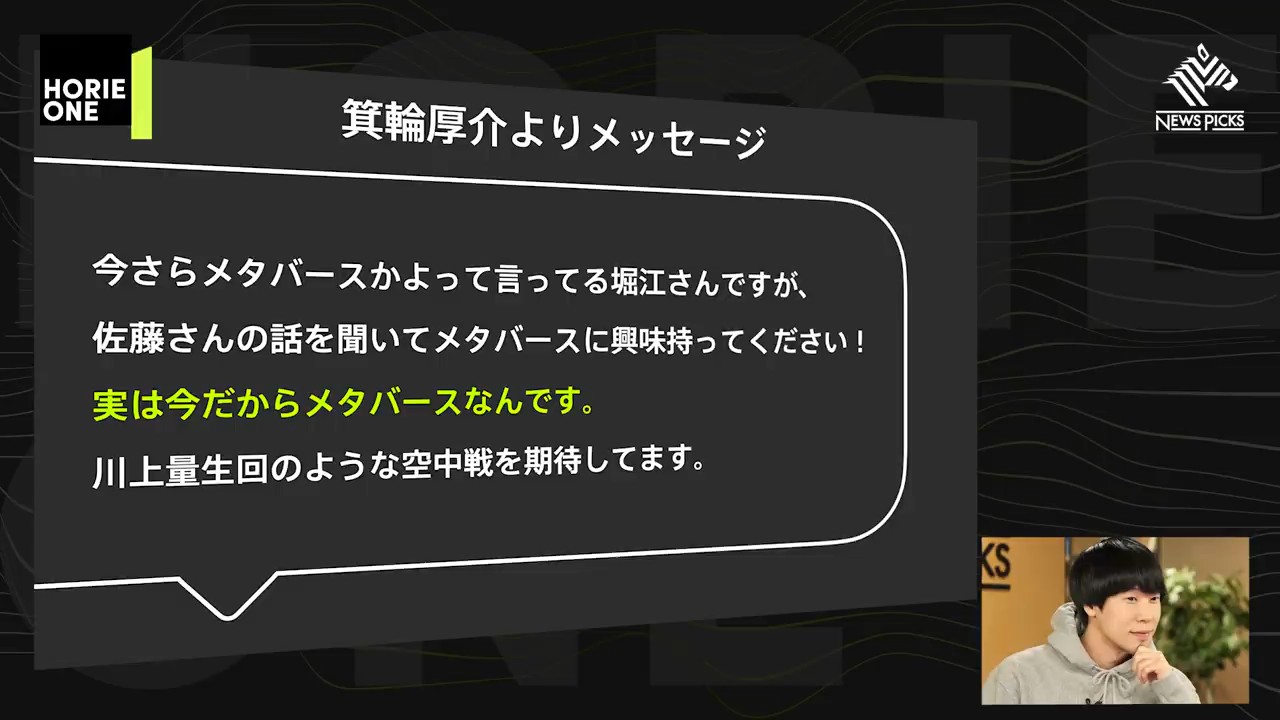 HORIE
ONE
箕輪厚介よりメッセージ
NEWS PICKS
今さらメタバースかよって言ってる堀江さんですが、
佐藤さんの話を聞いてメタバースに興味持ってください！
実は今だからメタバースなんです。
川上量生回のような空中戦を期待してます。
KS